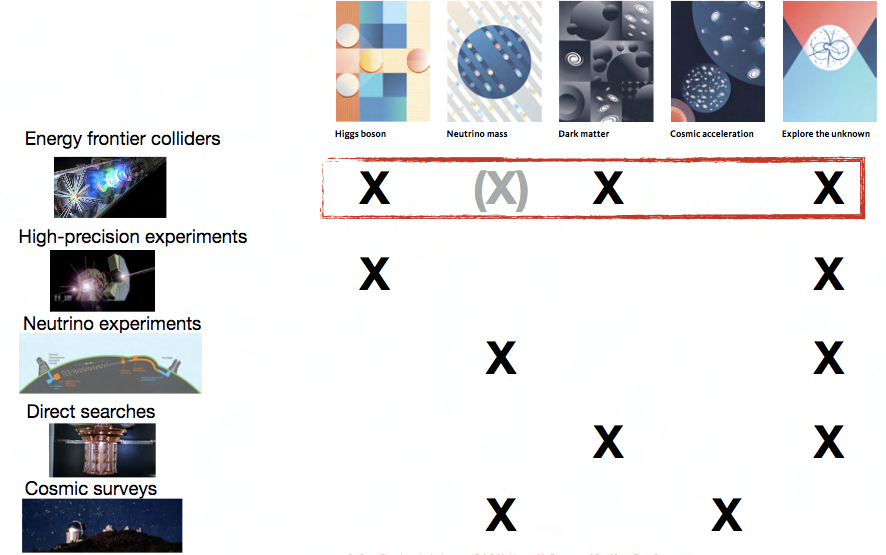 Higgs boson Neutrino mass Dark matter Cosmic acceleration Explore the unknown
Energy frontier colliders
X (X) X X
High-precision experiments
X X
Neutrino experiments
X X
Direct searches
X X
Cosmic surveys
X X